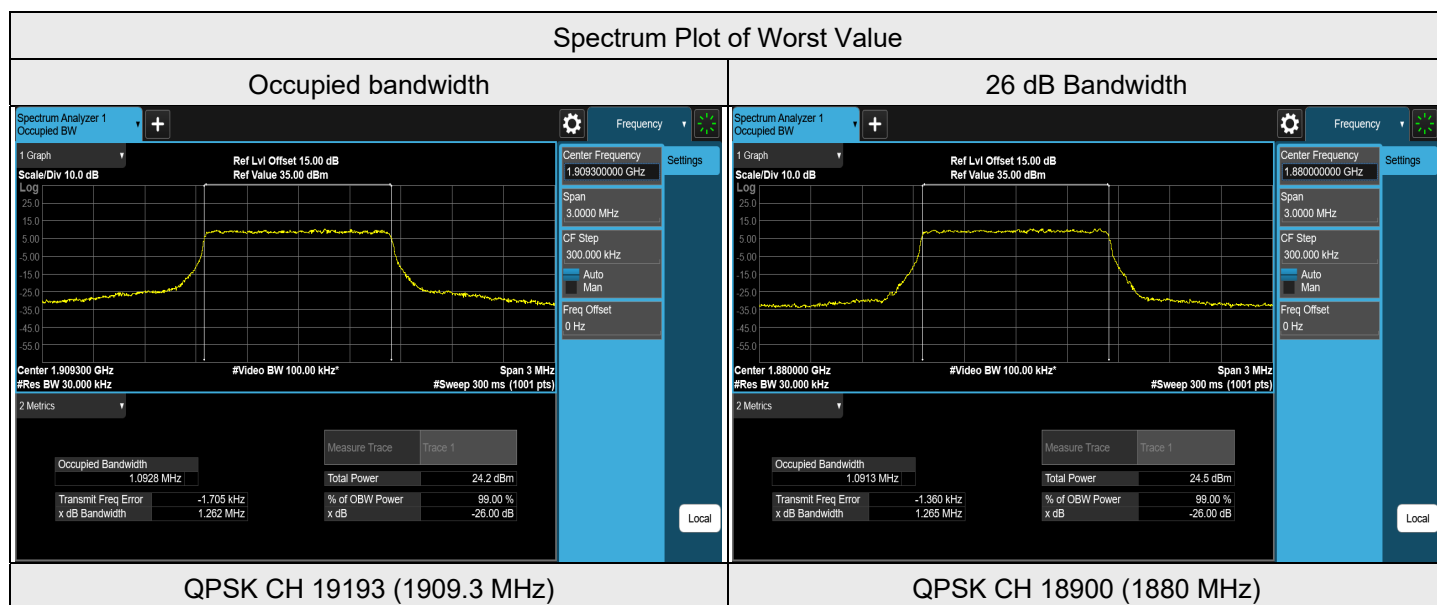 Spectrum Plot of Worst Value
Occupied bandwidth
26 dB Bandwidth
Spectrum Analyzer 1
Occupied BW
+
Frequency
1 Graph
Ref Lvl Offset 15.00 dB
Scale/Div 10.0 dB
Ref Value 35.00 dBm
Log
25.0
15.0
5.00
-5.00
-15.0
-25.0
-35.0
-45.0
-55.0
Center 1.909300 GHz
#Video BW 100.00 kHz*
Span 3 MHz
#Res BW 30.000 kHz
#Sweep 300 ms (1001 pts)
Center Frequency
1.909300000 GHz
Settings
Span
3.0000 MHz
CF Step
300.000 kHz
Auto
Man
Freq Offset
0 Hz
2 Metrics
Measure Trace Trace 1
Occupied Bandwidth
1.0928 MHz
Total Power 24.2 dBm
Transmit Freq Error -1.705 kHz
% of OBW Power 99.00 %
x dB Bandwidth 1.262 MHz
x dB -26.00 dB
Local
Spectrum Analyzer 1
Occupied BW
+
Frequency
1 Graph
Ref Lvl Offset 15.00 dB
Scale/Div 10.0 dB
Ref Value 35.00 dBm
Log
25.0
15.0
5.00
-5.00
-15.0
-25.0
-35.0
-45.0
-55.0
Center 1.880000 GHz
#Video BW 100.00 kHz*
Span 3 MHz
#Res BW 30.000 kHz
#Sweep 300 ms (1001 pts)
Center Frequency
1.880000000 GHz
Settings
Span
3.0000 MHz
CF Step
300.000 kHz
Auto
Man
Freq Offset
0 Hz
2 Metrics
Measure Trace Trace 1
Occupied Bandwidth
1.0913 MHz
Total Power 24.5 dBm
Transmit Freq Error -1.360 kHz
% of OBW Power 99.00 %
x dB Bandwidth 1.265 MHz
x dB -26.00 dB
Local
QPSK CH 19193 (1909.3 MHz)
QPSK CH 18900 (1880 MHz)